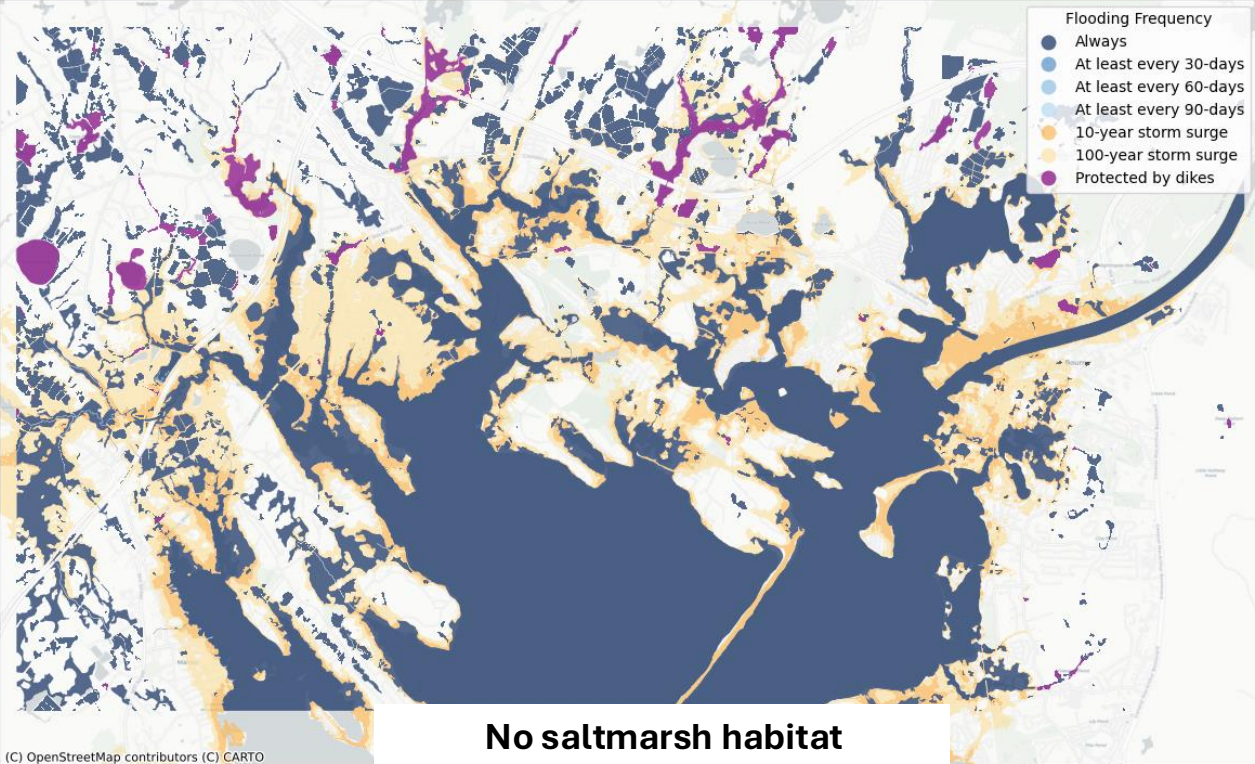 Flooding Frequency
Always
At least every 30-days
At least every 60-days
At least every 90-days
10-year storm surge
100-year storm surge
Protected by dikes
No saltmarsh habitat
(C) OpenStreetMap contributors (C) CARTO